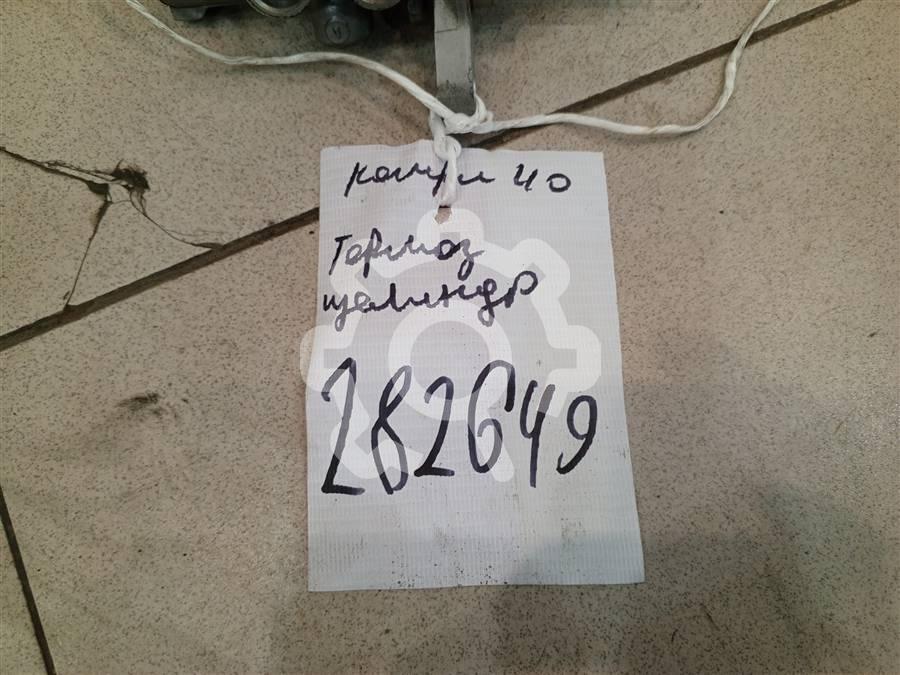 камри 40
Тормоз
цилиндр
282649